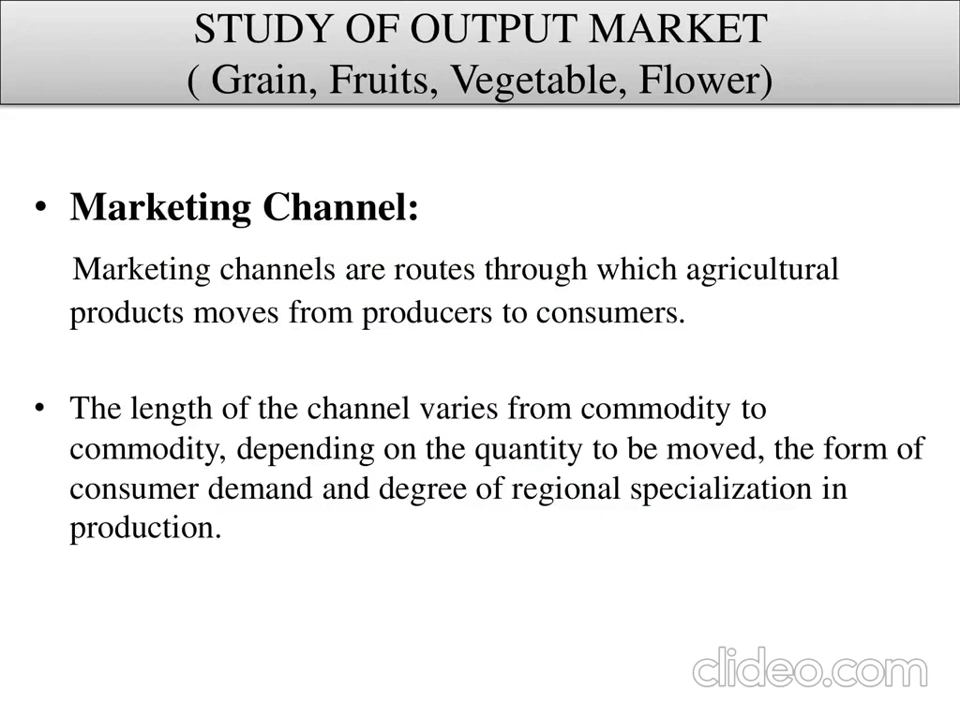 STUDY OF OUTPUT MARKET
( Grain, Fruits, Vegetable, Flower)
• Marketing Channel:
Marketing channels are routes through which agricultural
products moves from producers to consumers.
• The length of the channel varies from commodity to
commodity, depending on the quantity to be moved, the form of
consumer demand and degree of regional specialization in
production.
clideo.com